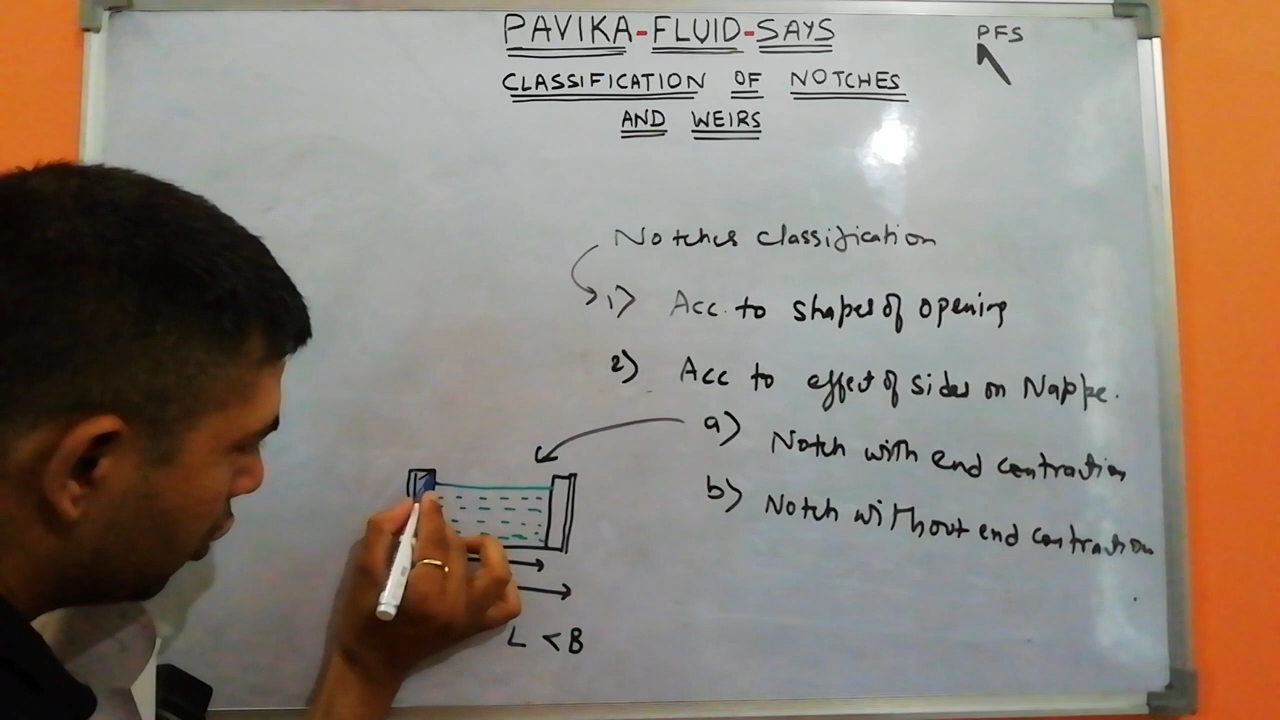 PAVIKA-FLUID-SAYS
PFS
CLASSIFICATION OF NOTCHES
AND WEIRS
Notches classification
1) Acc. to shapes of opening
2) Acc to effect of sides on Nappe.
a) Notch with end contraction
b) Notch without end contraction
L < B